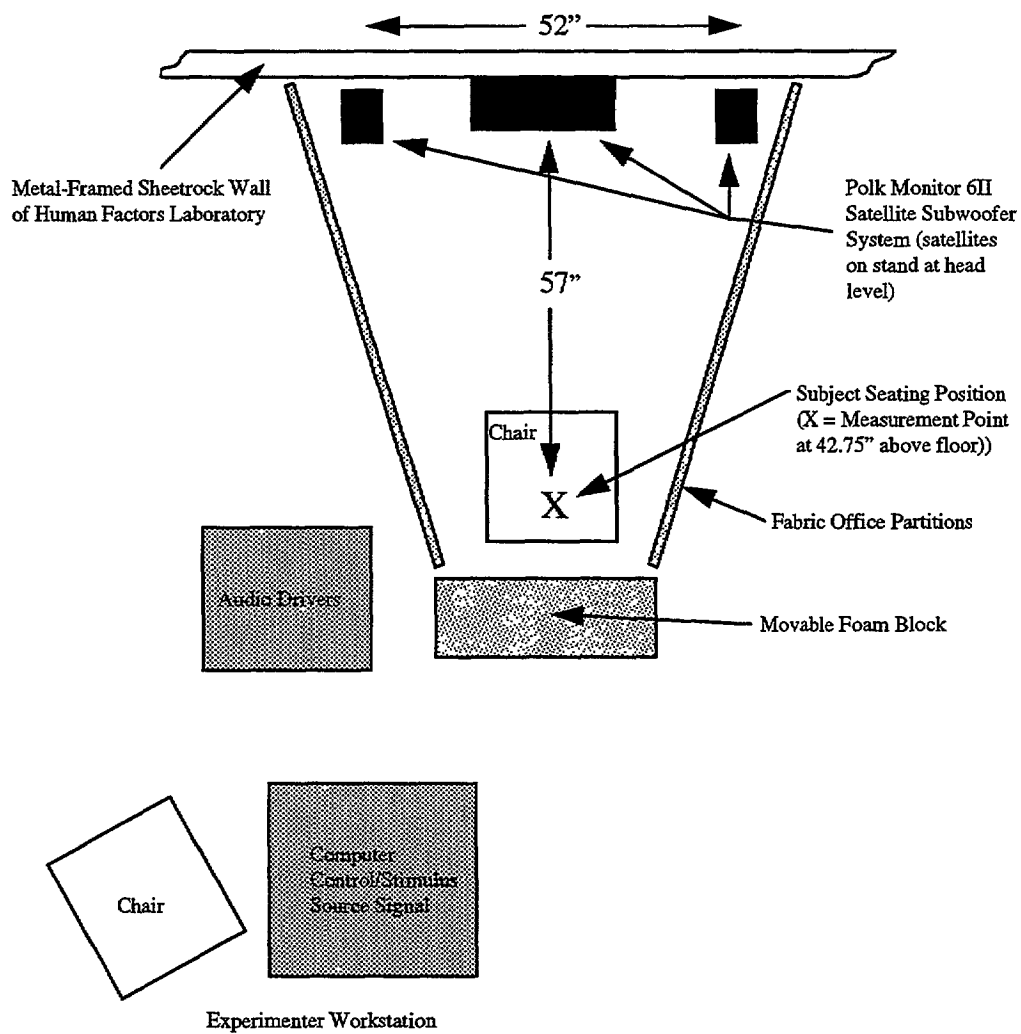 52”
Metal-Framed Sheetrock Wall
of Human Factors Laboratory
Polk Monitor 6II
Satellite Subwoofer
System (satellites
on stand at head
level)
57”
Subject Seating Position
(X = Measurement Point
at 42.75” above floor))
Chair
X
Fabric Office Partitions
Audio Drivers
Movable Foam Block
Computer
Control/Stimulus
Source Signal
Chair
Experimenter Workstation